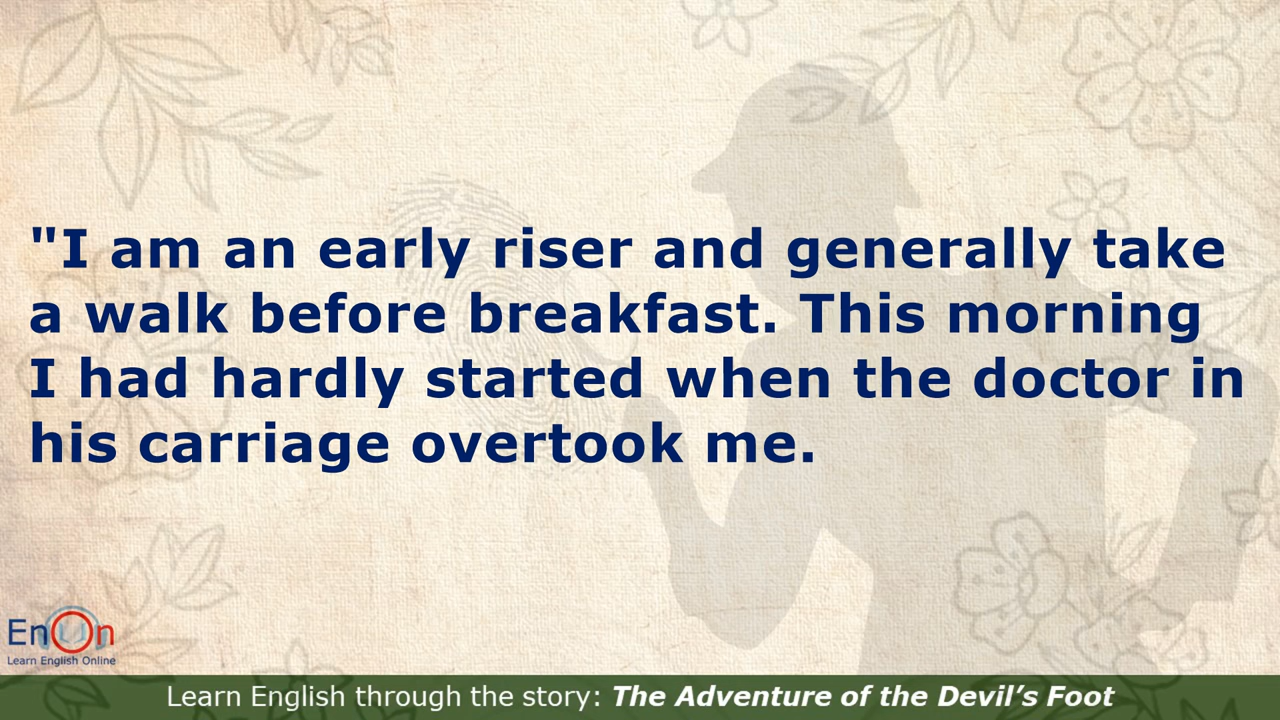 "I am an early riser and generally take
a walk before breakfast. This morning
I had hardly started when the doctor in
his carriage overtook me.
EnOn
Learn English Online
Learn English through the story: The Adventure of the Devil’s Foot